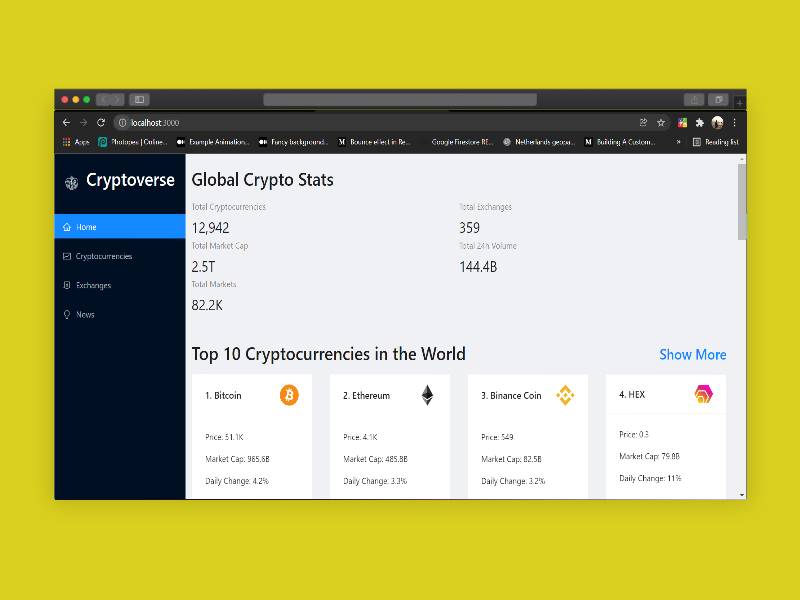 localhost:3000
Apps Photopea | Online... Example Animation... Fancy background... Bounce effect in Re... Google Firestore RE... Netherlands geopa... Building A Custom... » Reading list
Cryptoverse
Home
Cryptocurrencies
Exchanges
News
Global Crypto Stats
Total Cryptocurrencies
12,942
Total Exchanges
359
Total Market Cap
2.5T
Total 24h Volume
144.4B
Total Markets
82.2K
Top 10 Cryptocurrencies in the World
Show More
1. Bitcoin
Price: 51.1K
Market Cap: 965.6B
Daily Change: 4.2%
2. Ethereum
Price: 4.1K
Market Cap: 485.8B
Daily Change: 3.3%
3. Binance Coin
Price: 549
Market Cap: 82.5B
Daily Change: 3.2%
4. HEX
Price: 0.3
Market Cap: 79.8B
Daily Change: 11%